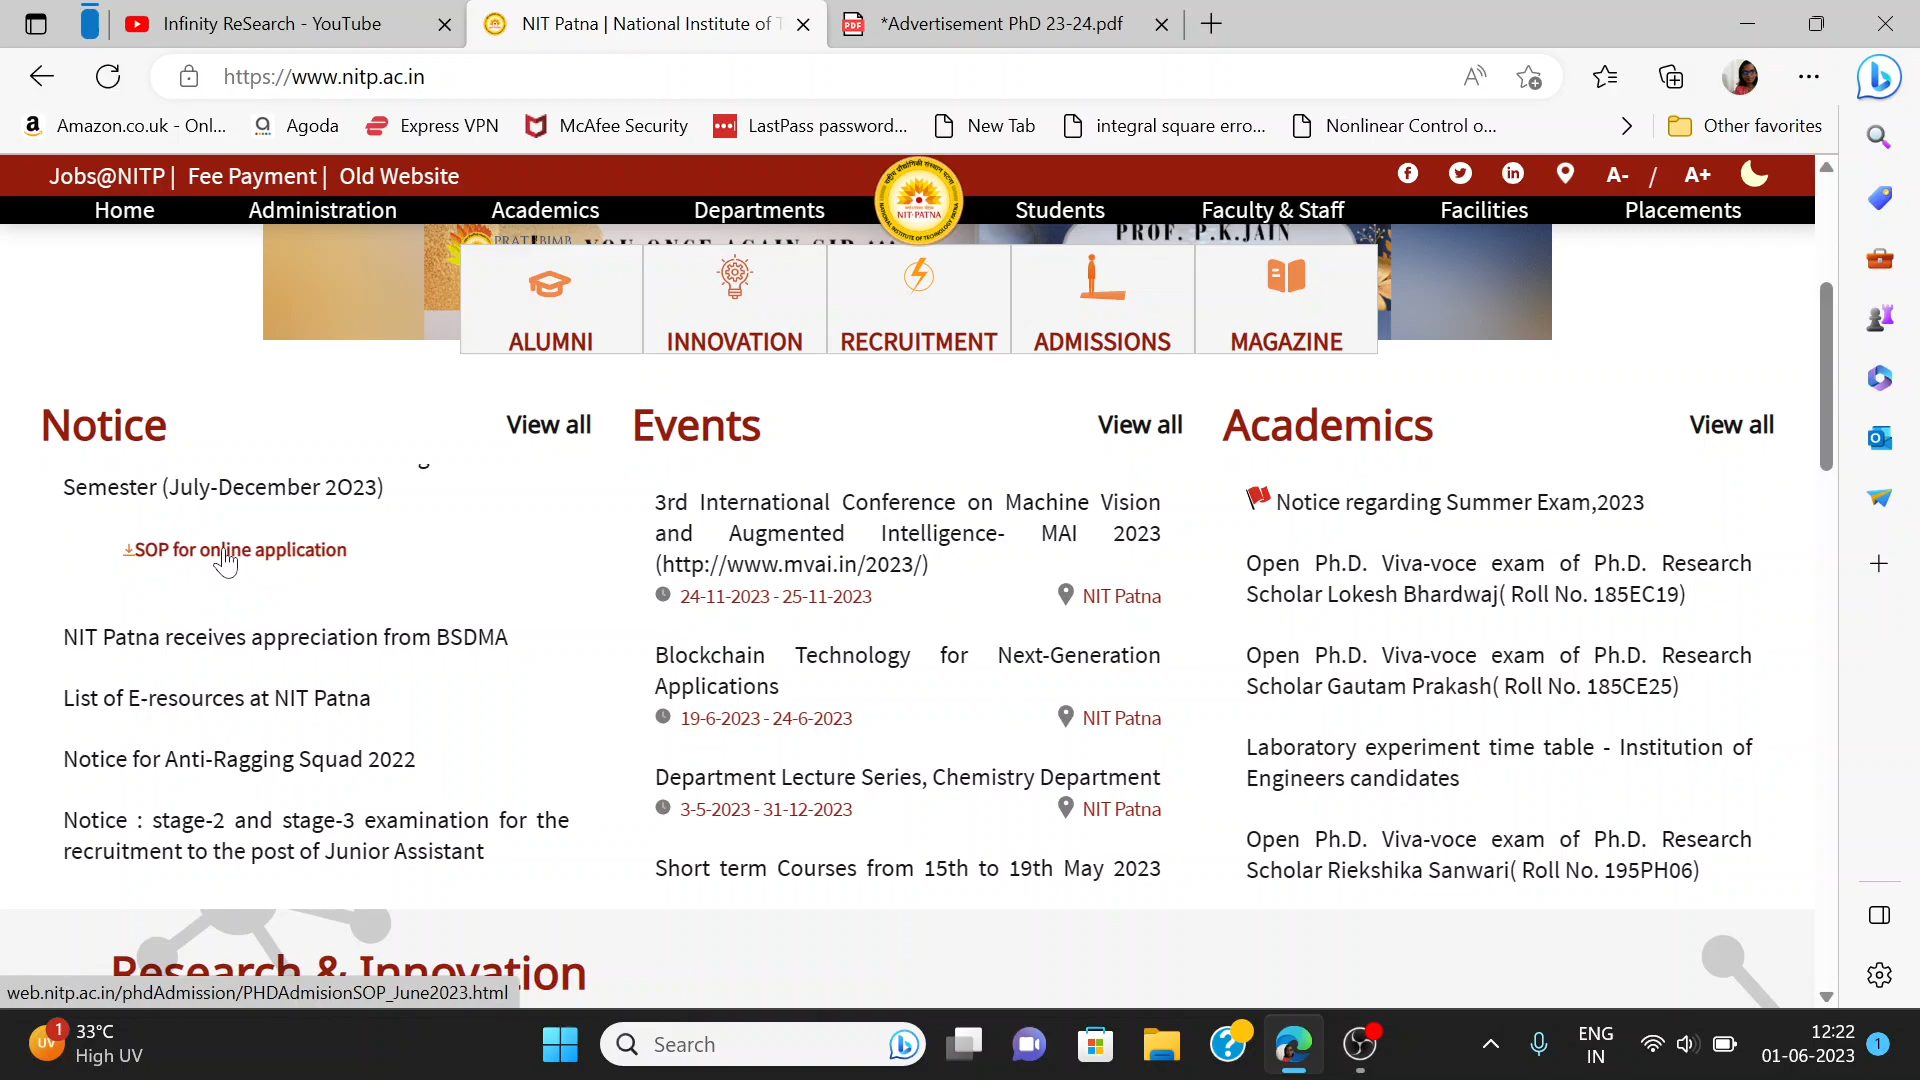 Infinity ReSearch - YouTube
NIT Patna | National Institute of T
*Advertisement PhD 23-24.pdf
https://www.nitp.ac.in
Amazon.co.uk - Onl...
Agoda
Express VPN
McAfee Security
LastPass password...
New Tab
integral square erro...
Nonlinear Control o...
Other favorites
Jobs@NITP | Fee Payment | Old Website
A- / A+
Home
Administration
Academics
Departments
NIT-PATNA
Students
Faculty & Staff
Facilities
Placements
PRATIBIMB
YOU ONCE AGAIN SIR
PROF. P.K.JAIN
ALUMNI
INNOVATION
RECRUITMENT
ADMISSIONS
MAGAZINE
Notice
View all
Semester (July-December 2023)
SOP for online application
NIT Patna receives appreciation from BSDMA
List of E-resources at NIT Patna
Notice for Anti-Ragging Squad 2022
Notice : stage-2 and stage-3 examination for the
recruitment to the post of Junior Assistant
Events
View all
3rd International Conference on Machine Vision
and Augmented Intelligence- MAI 2023
(http://www.mvai.in/2023/)
24-11-2023 - 25-11-2023
NIT Patna
Blockchain Technology for Next-Generation
Applications
19-6-2023 - 24-6-2023
NIT Patna
Department Lecture Series, Chemistry Department
3-5-2023 - 31-12-2023
NIT Patna
Short term Courses from 15th to 19th May 2023
Academics
View all
Notice regarding Summer Exam,2023
Open Ph.D. Viva-voce exam of Ph.D. Research
Scholar Lokesh Bhardwaj( Roll No. 185EC19)
Open Ph.D. Viva-voce exam of Ph.D. Research
Scholar Gautam Prakash( Roll No. 185CE25)
Laboratory experiment time table - Institution of
Engineers candidates
Open Ph.D. Viva-voce exam of Ph.D. Research
Scholar Riekshika Sanwari( Roll No. 195PH06)
Research & Innovation
web.nitp.ac.in/phdAdmission/PHDAdmisionSOP_June2023.html
UV
1
33°C
High UV
Search
ENG
IN
12:22
01-06-2023
1